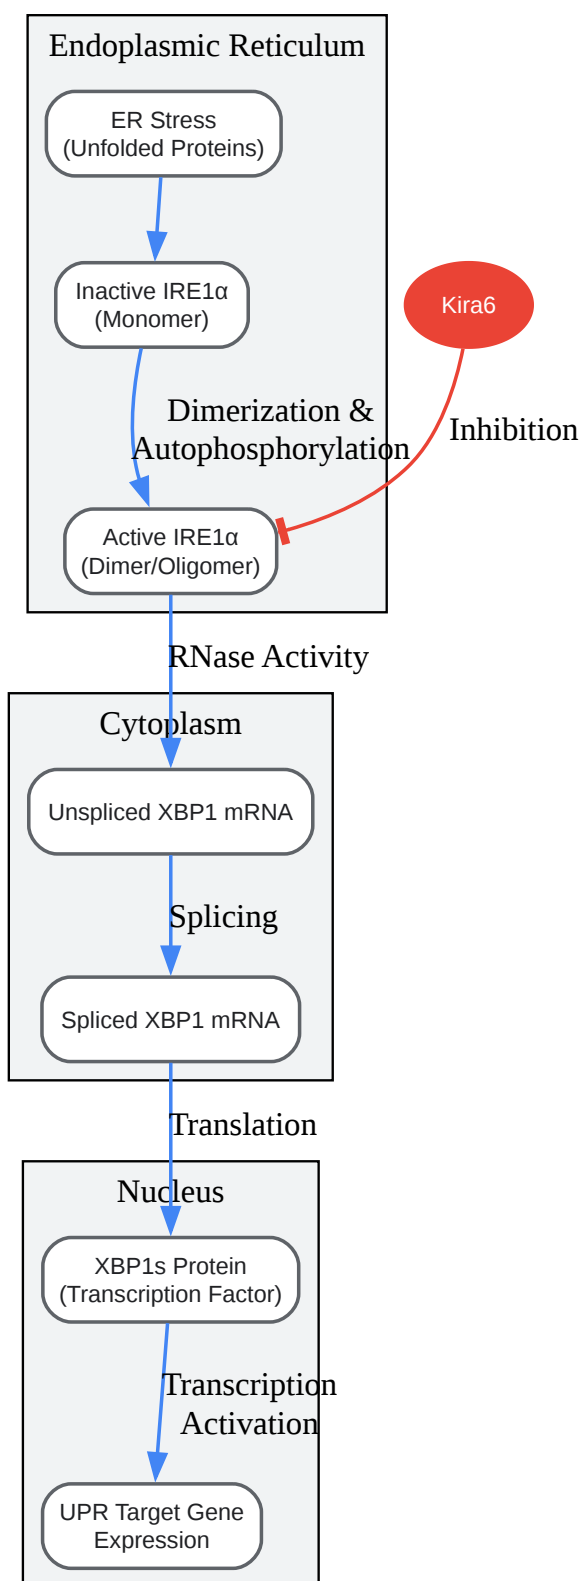 Endoplasmic Reticulum
ER Stress
(Unfolded Proteins)
Inactive IRE1α
(Monomer)
Kira6
Dimerization &
Autophosphorylation
Inhibition
Active IRE1α
(Dimer/Oligomer)
RNase Activity
Cytoplasm
Unspliced XBP1 mRNA
Splicing
Spliced XBP1 mRNA
Translation
Nucleus
XBP1s Protein
(Transcription Factor)
Transcription
Activation
UPR Target Gene
Expression